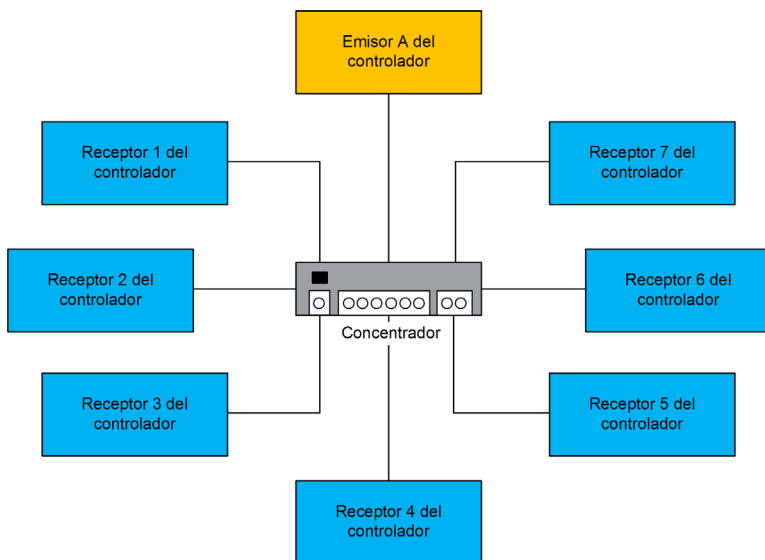 Emisor A del
controlador
Receptor 1 del
controlador
Receptor 7 del
controlador
Receptor 2 del
controlador
Receptor 6 del
controlador
Concentrador
Receptor 3 del
controlador
Receptor 5 del
controlador
Receptor 4 del
controlador